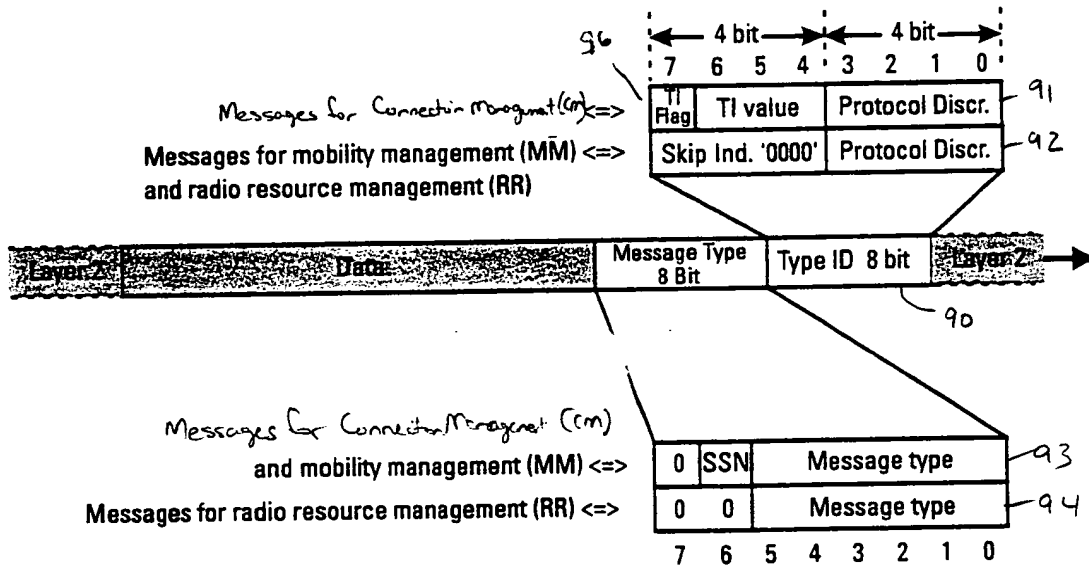 4 bit 4 bit
96 7 6 5 4 3 2 1 0
Messages for Connection Management (cm) <=> TI Flag TI value Protocol Discr. 91
Messages for mobility management (MM) <=> Skip Ind. '0000' Protocol Discr. 92
and radio resource management (RR)
Layer 2 Data Message Type 8 Bit Type ID 8 bit Layer 2
90
Messages for Connection Management (cm)
and mobility management (MM) <=> 0 SSN Message type 93
Messages for radio resource management (RR) <=> 0 0 Message type 94
7 6 5 4 3 2 1 0